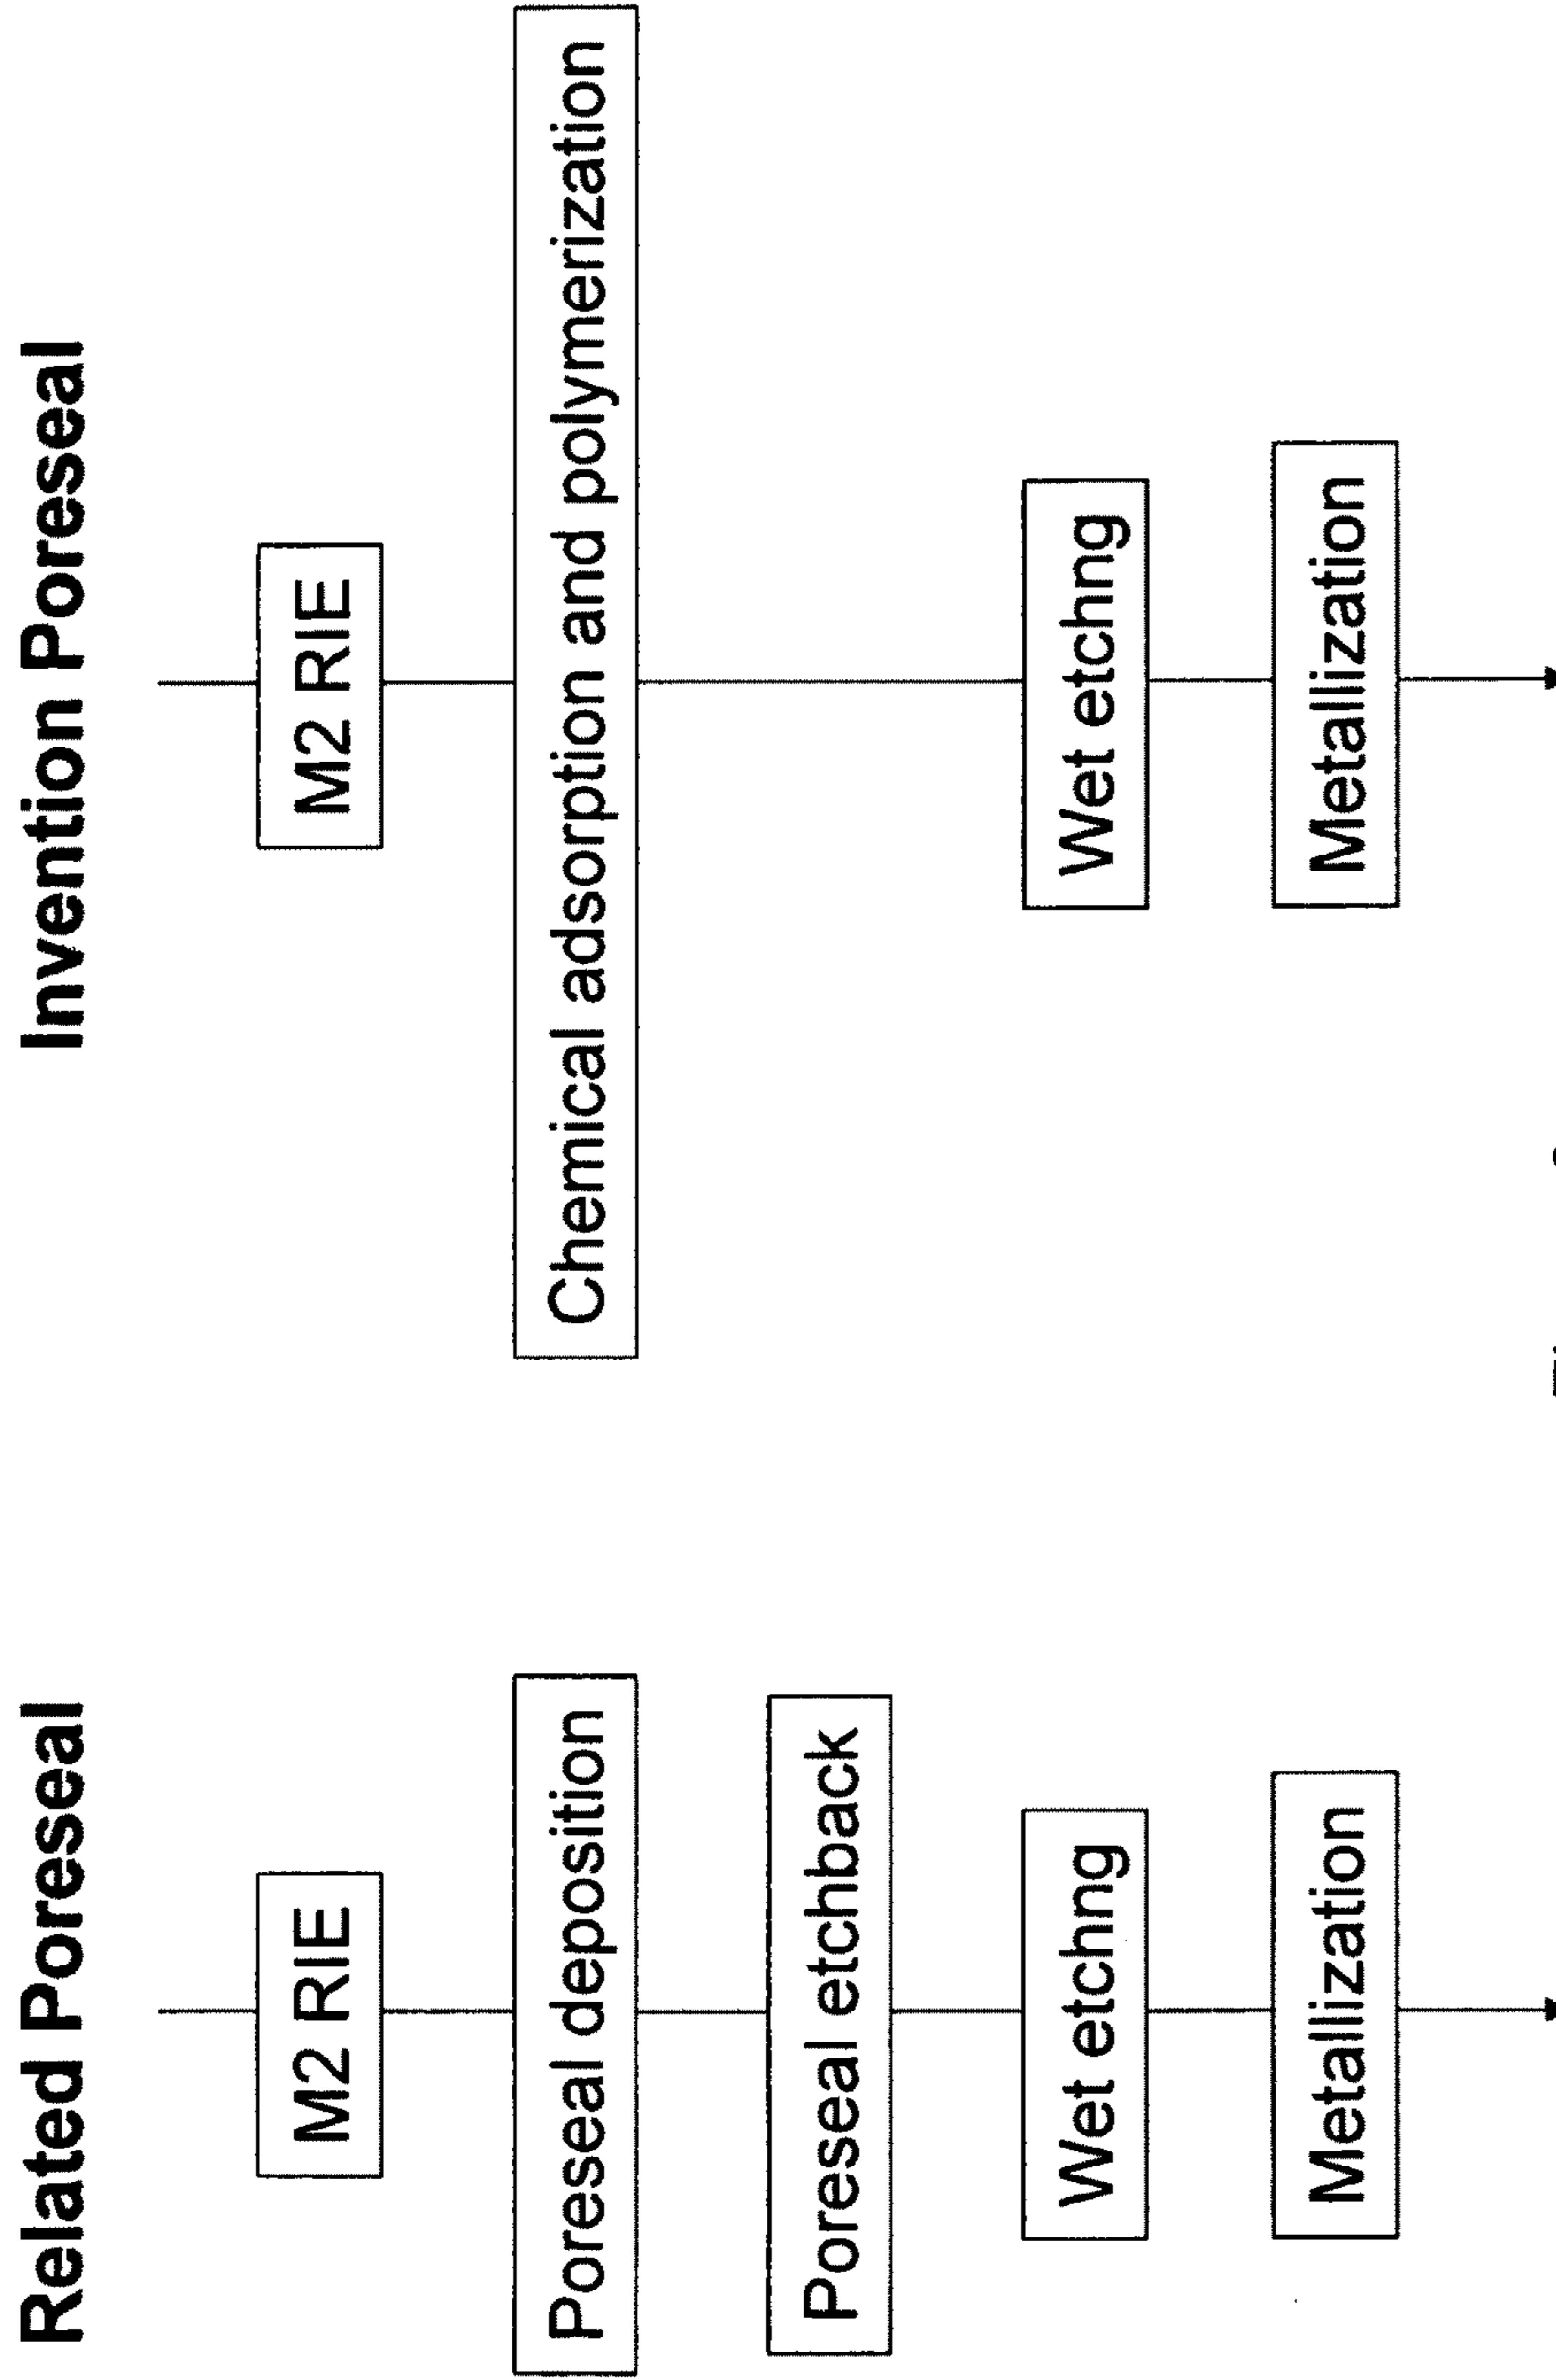 Related Poreseal
M2 RIE
Poreseal deposition
Poreseal etchback
Wet etchng
Metallization
Invention Poreseal
M2 RIE
Chemical adsorption and polymerization
Wet etchng
Metallization